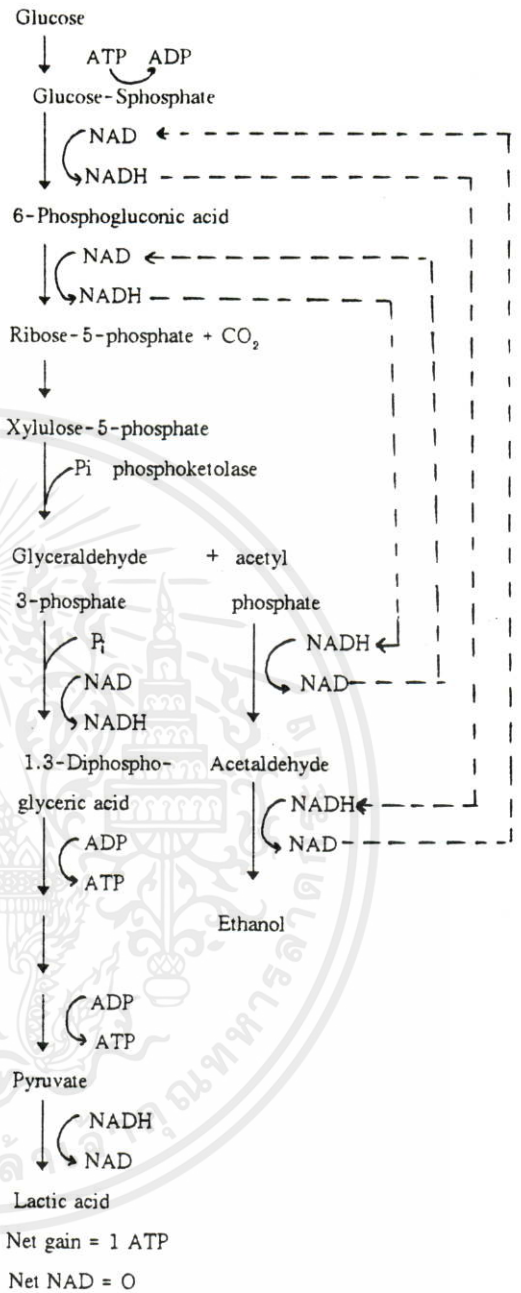 Glucose
ATP ADP
Glucose-Sphosphate
NAD
NADH
6-Phosphogluconic acid
NAD
NADH
Ribose-5-phosphate + CO₂
Xylulose-5-phosphate
Pi phosphoketolase
Glyceraldehyde + acetyl
3-phosphate phosphate
Pi NADH
NAD NAD
NADH
1.3-Diphospho- Acetaldehyde
glyceric acid NADH
ADP NAD
ATP
Ethanol
ADP
ATP
Pyruvate
NADH
NAD
Lactic acid
Net gain = 1 ATP
Net NAD = O